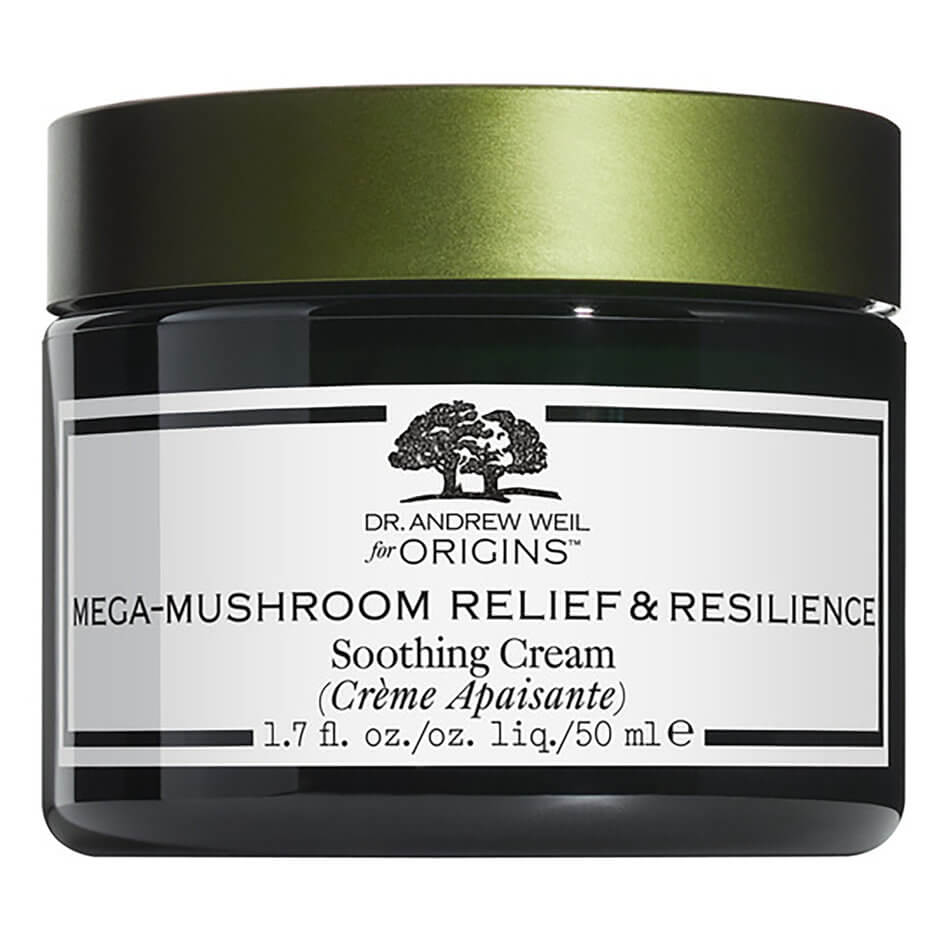 DR. ANDREW WEIL
for ORIGINS™
MEGA-MUSHROOM RELIEF & RESILIENCE
Soothing Cream
(Crème Apaisante)
1.7 fl. oz./oz. liq./50 ml ℮